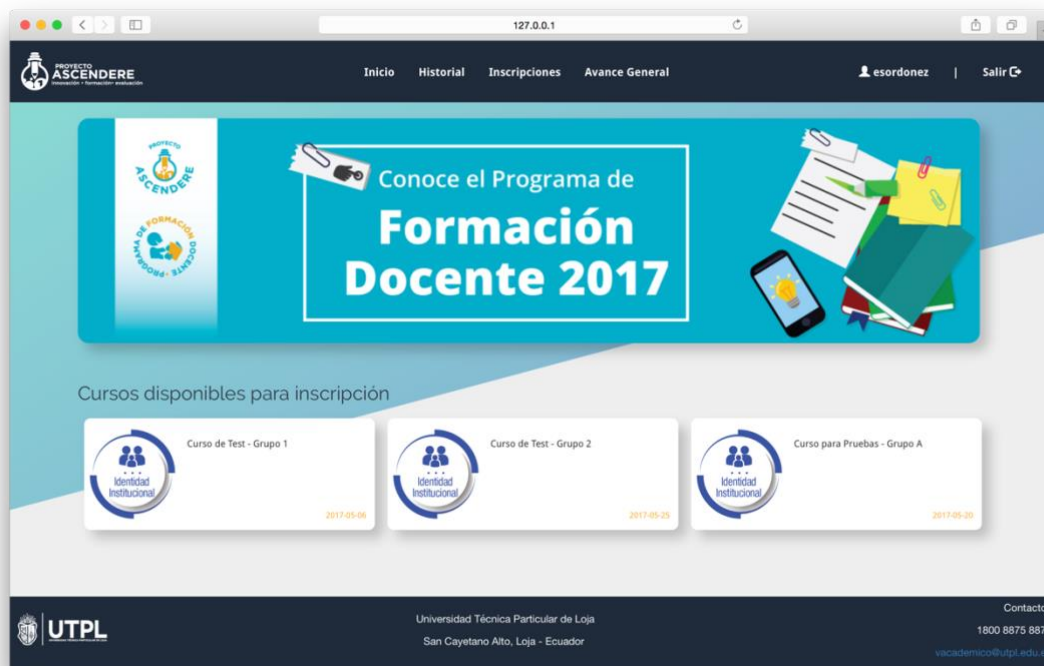 127.0.0.1
PROYECTO
ASCENDERE
innovación • formación • evaluación
Inicio Historial Inscripciones Avance General
esordonez | Salir
PROYECTO
ASCENDERE
PROGRAMA DE FORMACIÓN DOCENTE
Conoce el Programa de
Formación
Docente 2017
Cursos disponibles para inscripción
Identidad
Institucional
Curso de Test - Grupo 1
2017-05-06
Identidad
Institucional
Curso de Test - Grupo 2
2017-05-25
Identidad
Institucional
Curso para Pruebas - Grupo A
2017-05-20
UTPL
Universidad Técnica Particular de Loja
San Cayetano Alto, Loja - Ecuador
Contacto
1800 8875 887
vacademico@utpl.edu.e